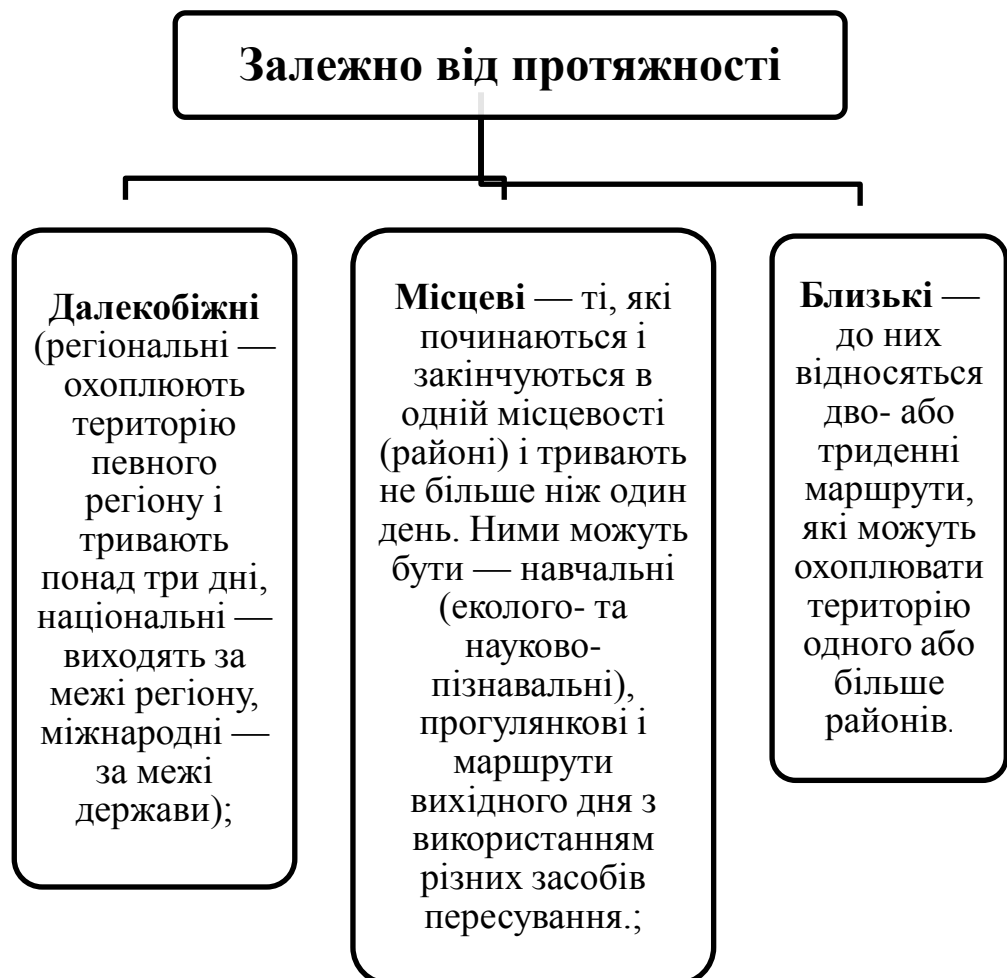 Залежно від протяжності
Далекобіжні
(регіональні —
охоплюють
територію
певного
регіону і
тривають
понад три дні,
національні —
виходять за
межі регіону,
міжнародні —
за межі
держави);
Місцеві — ті, які
починаються і
закінчуються в
одній місцевості
(районі) і тривають
не більше ніж один
день. Ними можуть
бути — навчальні
(еколого- та
науково-
пізнавальні),
прогулянкові і
маршрути
вихідного дня з
використанням
різних засобів
пересування.;
Близькі —
до них
відносяться
дво- або
триденні
маршрути,
які можуть
охоплювати
територію
одного або
більше
районів.